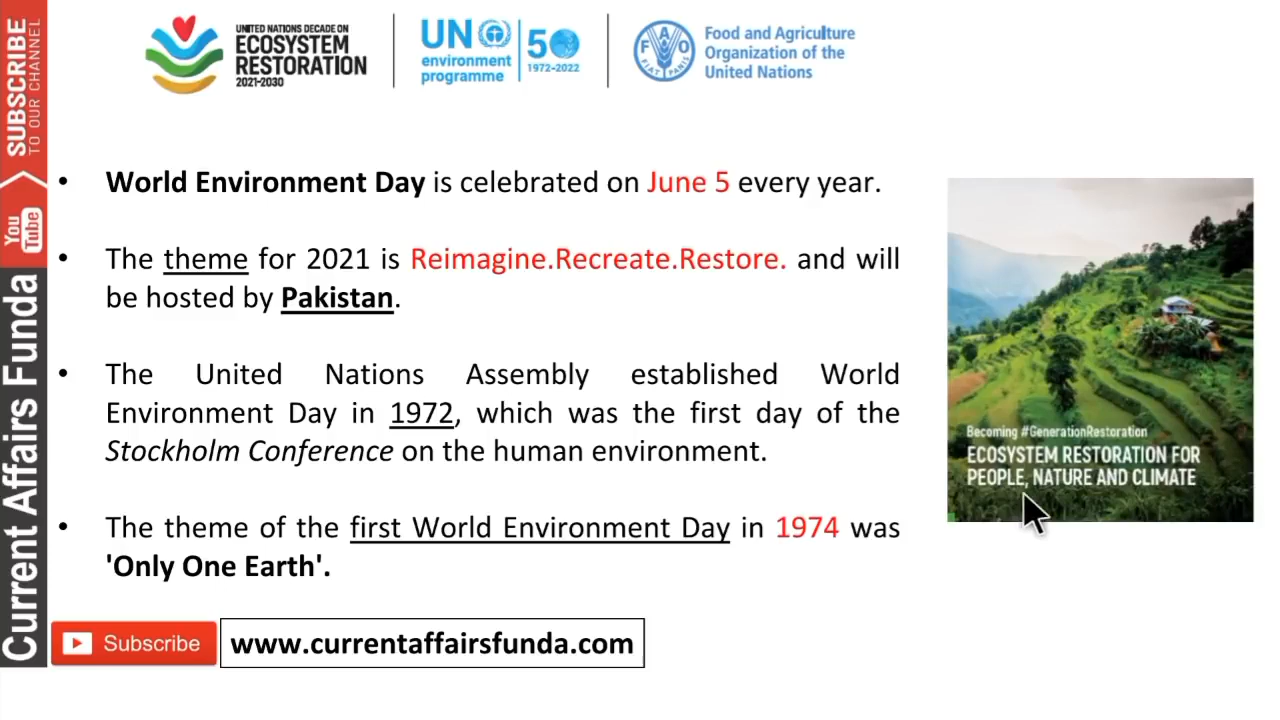 SUBSCRIBE
TO OUR CHANNEL
You
Tube
Current Affairs Funda
UNITED NATIONS DECADE ON
ECOSYSTEM
RESTORATION
2021-2030
UN
environment
programme
50
1972-2022
FAO
FIAT PANIS
Food and Agriculture
Organization of the
United Nations
• World Environment Day is celebrated on June 5 every year.
• The theme for 2021 is Reimagine.Recreate.Restore. and will
be hosted by Pakistan.
• The United Nations Assembly established World
Environment Day in 1972, which was the first day of the
Stockholm Conference on the human environment.
• The theme of the first World Environment Day in 1974 was
'Only One Earth'.
Becoming #GenerationRestoration
ECOSYSTEM RESTORATION FOR
PEOPLE, NATURE AND CLIMATE
Subscribe
www.currentaffairsfunda.com